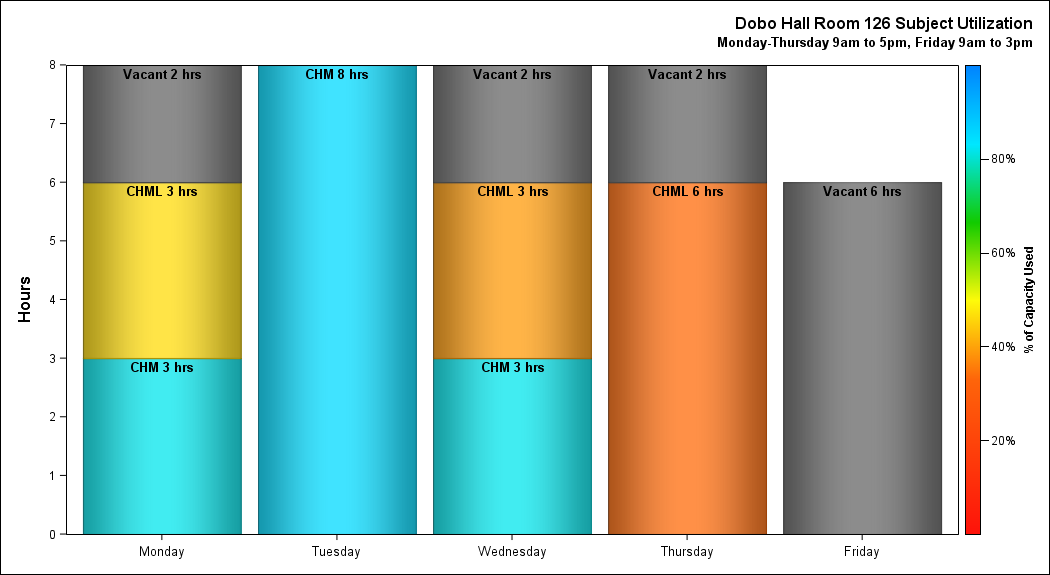 Dobo Hall Room 126 Subject Utilization
Monday-Thursday 9am to 5pm, Friday 9am to 3pm
Hours
8
7
6
5
4
3
2
1
0
Vacant 2 hrs
CHML 3 hrs
CHM 3 hrs
CHM 8 hrs
Vacant 2 hrs
CHML 3 hrs
CHM 3 hrs
Vacant 2 hrs
CHML 6 hrs
Vacant 6 hrs
Monday
Tuesday
Wednesday
Thursday
Friday
80%
60%
40%
20%
% of Capacity Used